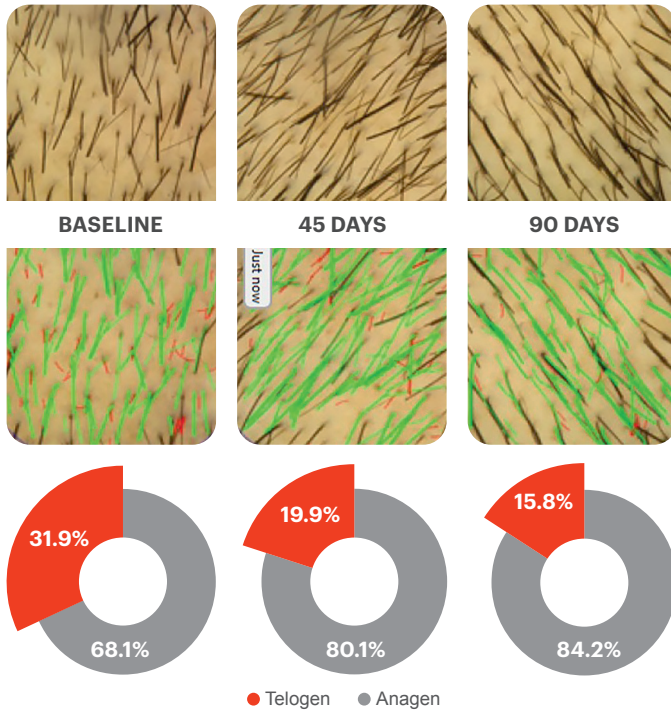 BASELINE
45 DAYS
90 DAYS
Just now
31.9%
68.1%
19.9%
80.1%
15.8%
84.2%
Telogen
Anagen